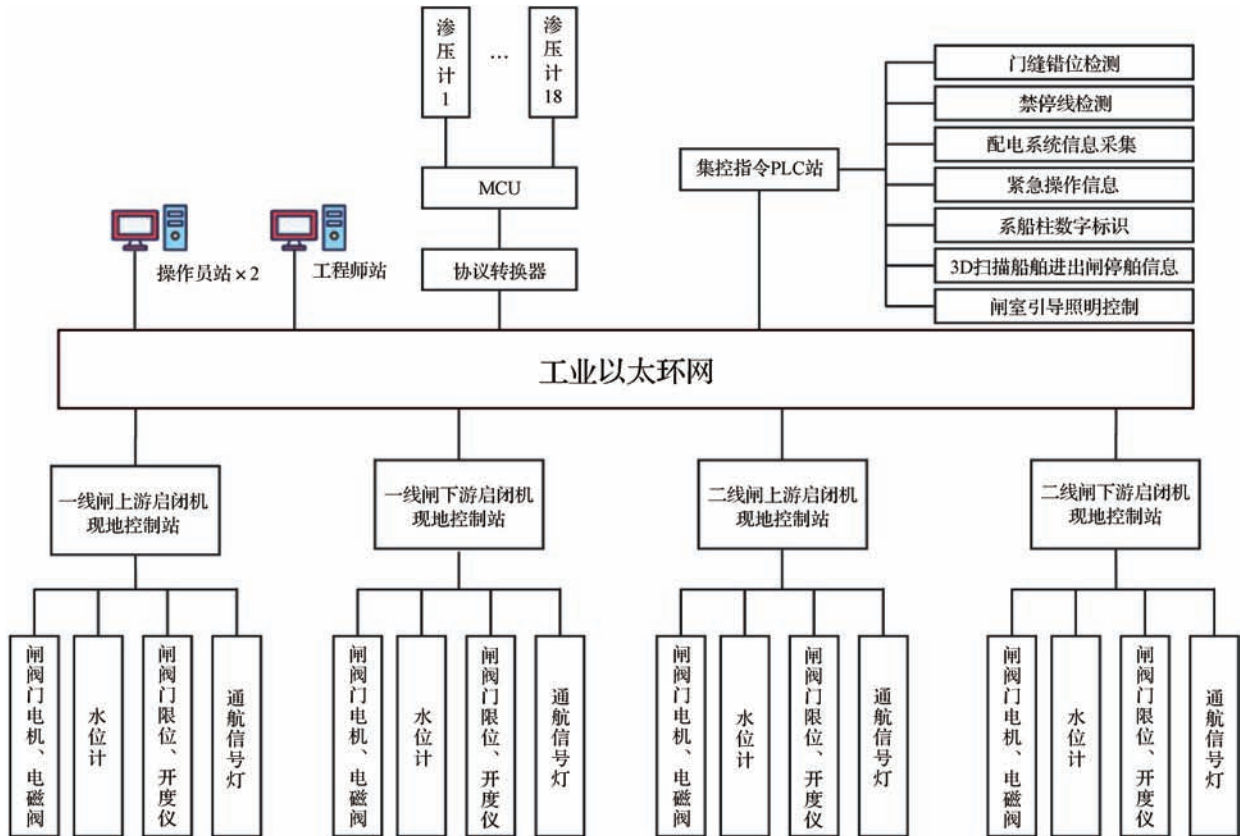 渗压计1
…
渗压计18
门缝错位检测
禁停线检测
配电系统信息采集
集控指令PLC站
紧急操作信息
MCU
系船柱数字标识
操作员站×2
工程师站
协议转换器
3D扫描船舶进出闸停船信息
闸室引导照明控制
工业以太环网
一线闸上游启闭机
现地控制站
一线闸下游启闭机
现地控制站
二线闸上游启闭机
现地控制站
二线闸下游启闭机
现地控制站
闸阀门电机、电磁阀
水位计
闸阀门限位、开度仪
通航信号灯
闸阀门电机、电磁阀
水位计
闸阀门限位、开度仪
通航信号灯
闸阀门电机、电磁阀
水位计
闸阀门限位、开度仪
通航信号灯
闸阀门电机、电磁阀
水位计
闸阀门限位、开度仪
通航信号灯